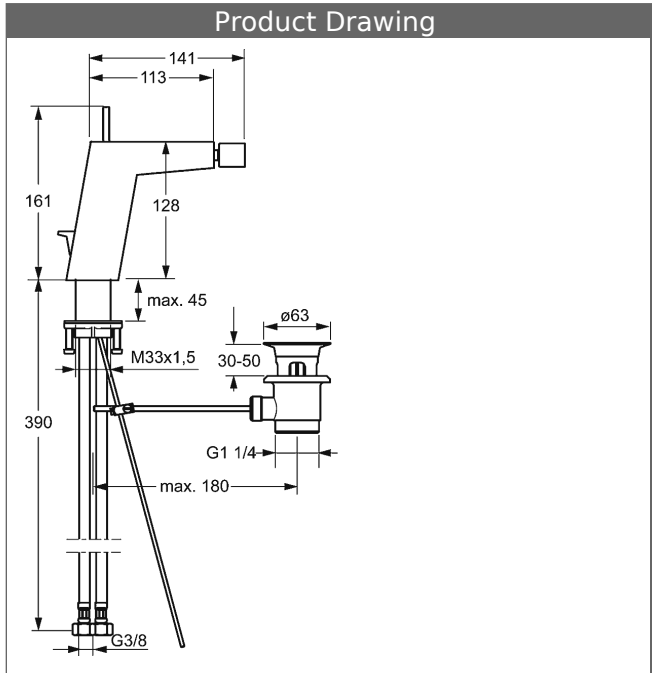 Product Drawing
141
113
161
128
max. 45
ø63
30-50
M33x1,5
390
G1 1/4
max. 180
G3/8